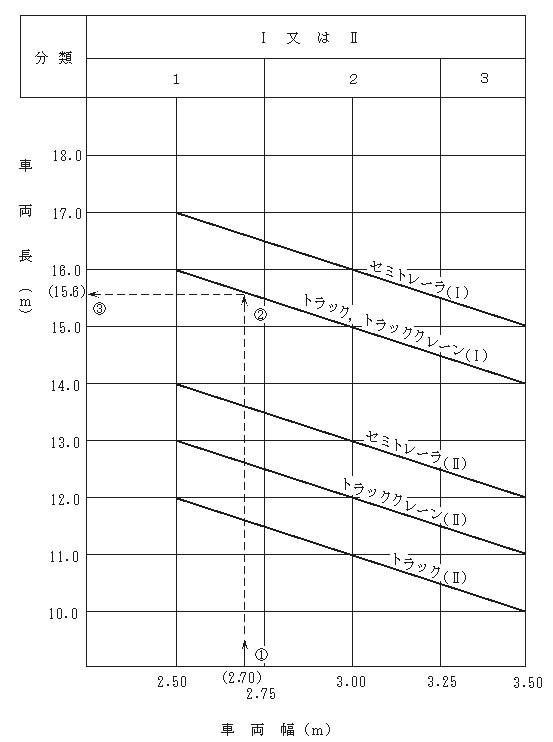 分類
Ⅰ 又は Ⅱ
1 2 3
車両長(m)
18.0
17.0
16.0
(15.6)
15.0
14.0
13.0
12.0
11.0
10.0
セミトレーラ(Ⅰ)
トラック,トラッククレーン(Ⅰ)
セミトレーラ(Ⅱ)
トラッククレーン(Ⅱ)
トラック(Ⅱ)
③
②
①
2.50 (2.70) 2.75 3.00 3.25 3.50
車両幅(m)